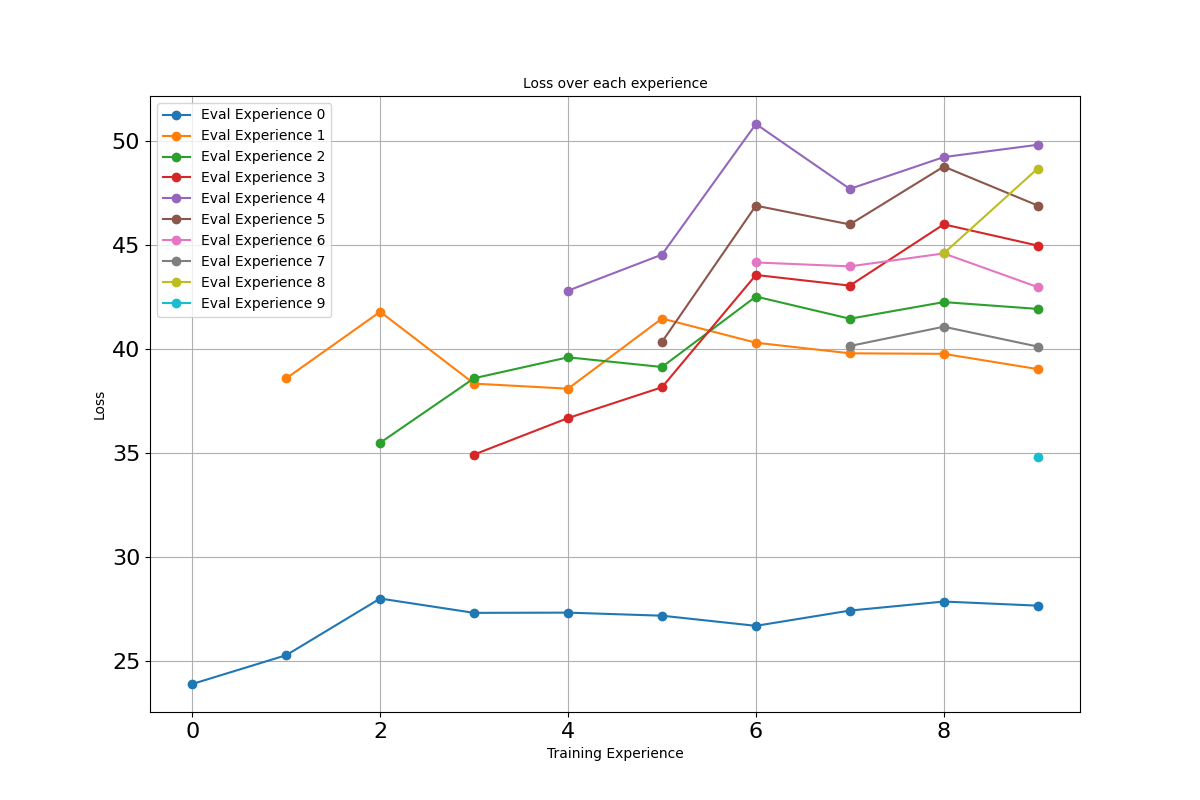 Loss over each experience
Eval Experience 0
Eval Experience 1
Eval Experience 2
Eval Experience 3
Eval Experience 4
Eval Experience 5
Eval Experience 6
Eval Experience 7
Eval Experience 8
Eval Experience 9
50
45
40
35
30
25
Loss
0 2 4 6 8
Training Experience